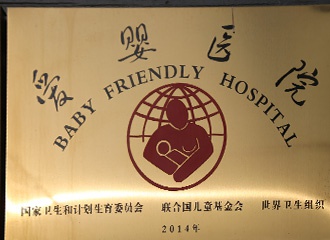 爱婴医院
BABY FRIENDLY HOSPITAL
国家卫生和计划生育委员会 联合国儿童基金会 世界卫生组织
2014年